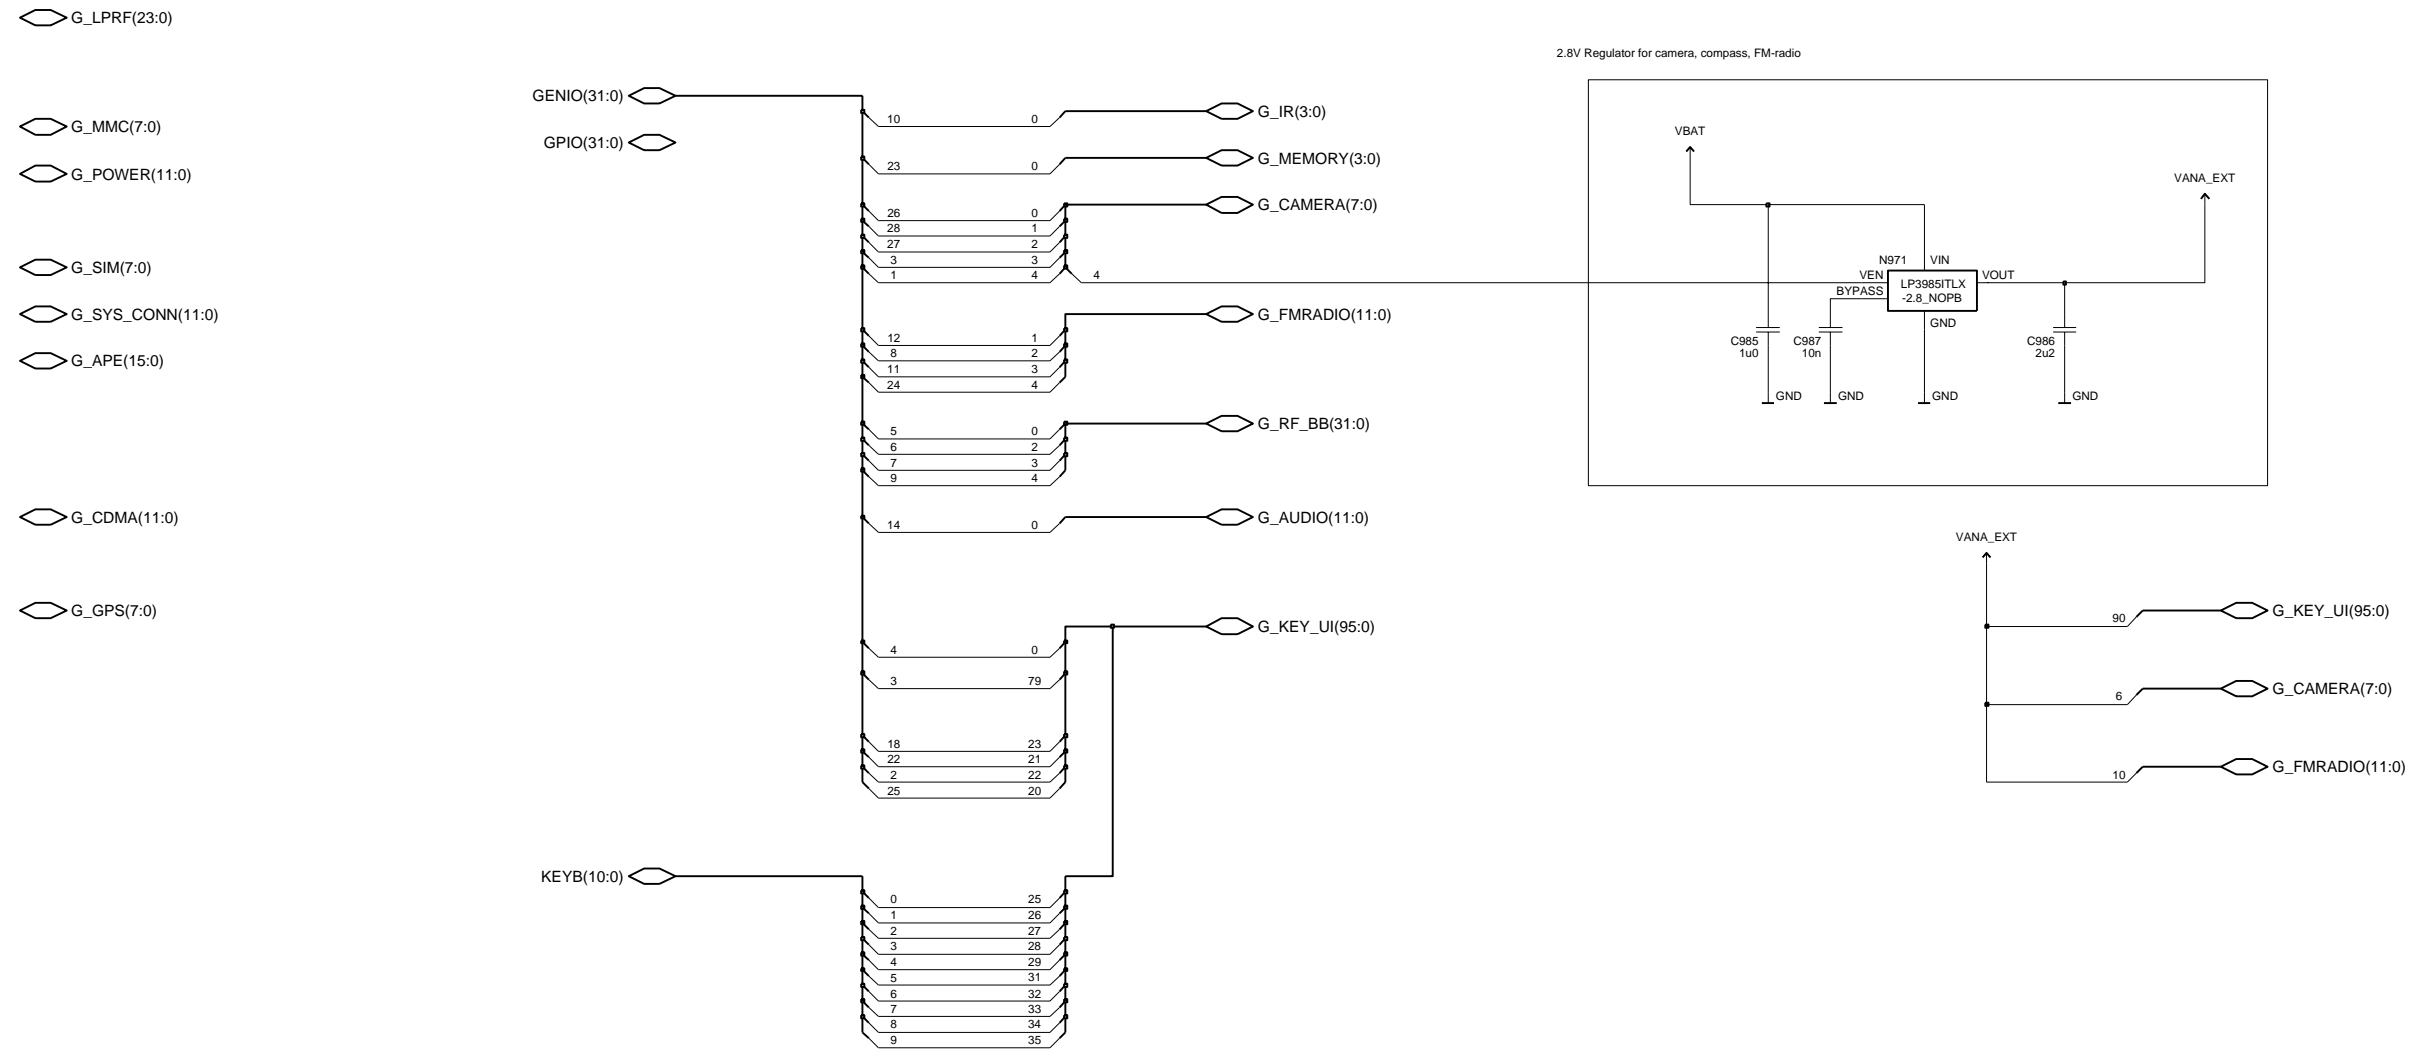 G_LPRF(23:0)
G_MMC(7:0)
G_POWER(11:0)
G_SIM(7:0)
G_SYS_CONN(11:0)
G_APE(15:0)
G_CDMA(11:0)
G_GPS(7:0)
GENIO(31:0)
GPIO(31:0)
10 0 G_IR(3:0)
23 0 G_MEMORY(3:0)
G_CAMERA(7:0)
26 0
28 1
27 2
3 3
1 4 4
G_FMRADIO(11:0)
12 1
8 2
11 3
24 4
G_RF_BB(31:0)
5 0
6 2
7 3
9 4
G_AUDIO(11:0)
14 0
G_KEY_UI(95:0)
4 0
3 79
18 23
22 21
2 22
25 20
KEYB(10:0)
0 25
1 26
2 27
3 28
4 29
5 31
6 32
7 33
8 34
9 35
2.8V Regulator for camera, compass, FM-radio
VBAT
VANA_EXT
N971 VIN
VEN VOUT
LP3985ITLX
-2.8_NOPB
BYPASS
GND
C985
1u0
C987
10n
C986
2u2
GND GND GND GND
VANA_EXT
90 G_KEY_UI(95:0)
6 G_CAMERA(7:0)
10 G_FMRADIO(11:0)